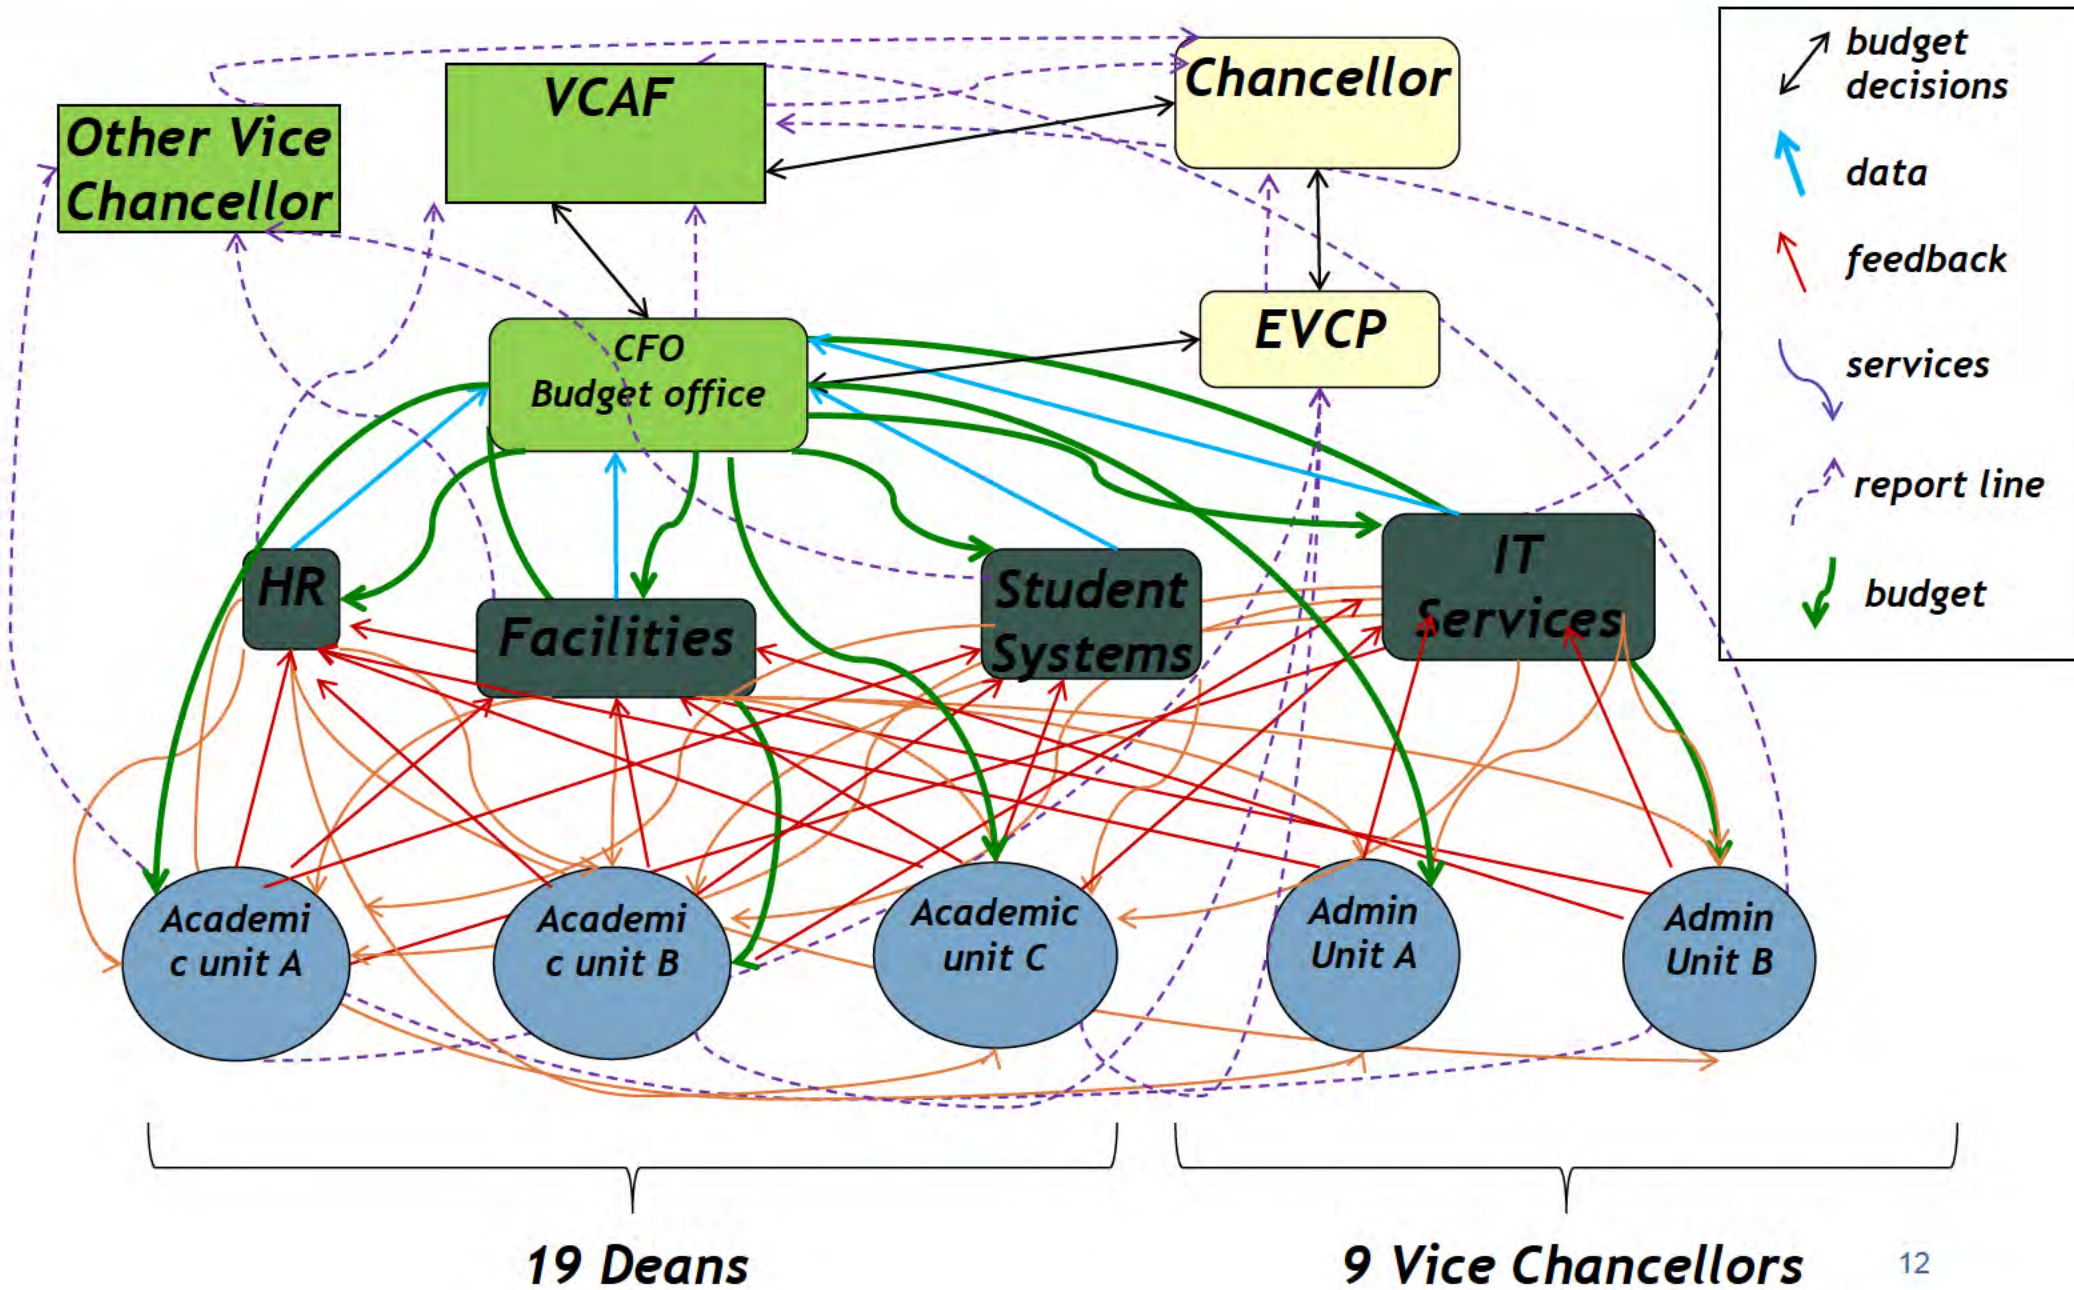 VCAF
Chancellor
Other Vice
Chancellor
EVCP
CFO
Budget office
HR
Facilities
Student
Systems
IT
Services
Academi
c unit A
Academi
c unit B
Academic
unit C
Admin
Unit A
Admin
Unit B
19 Deans
9 Vice Chancellors
12
budget
decisions
data
feedback
services
report line
budget